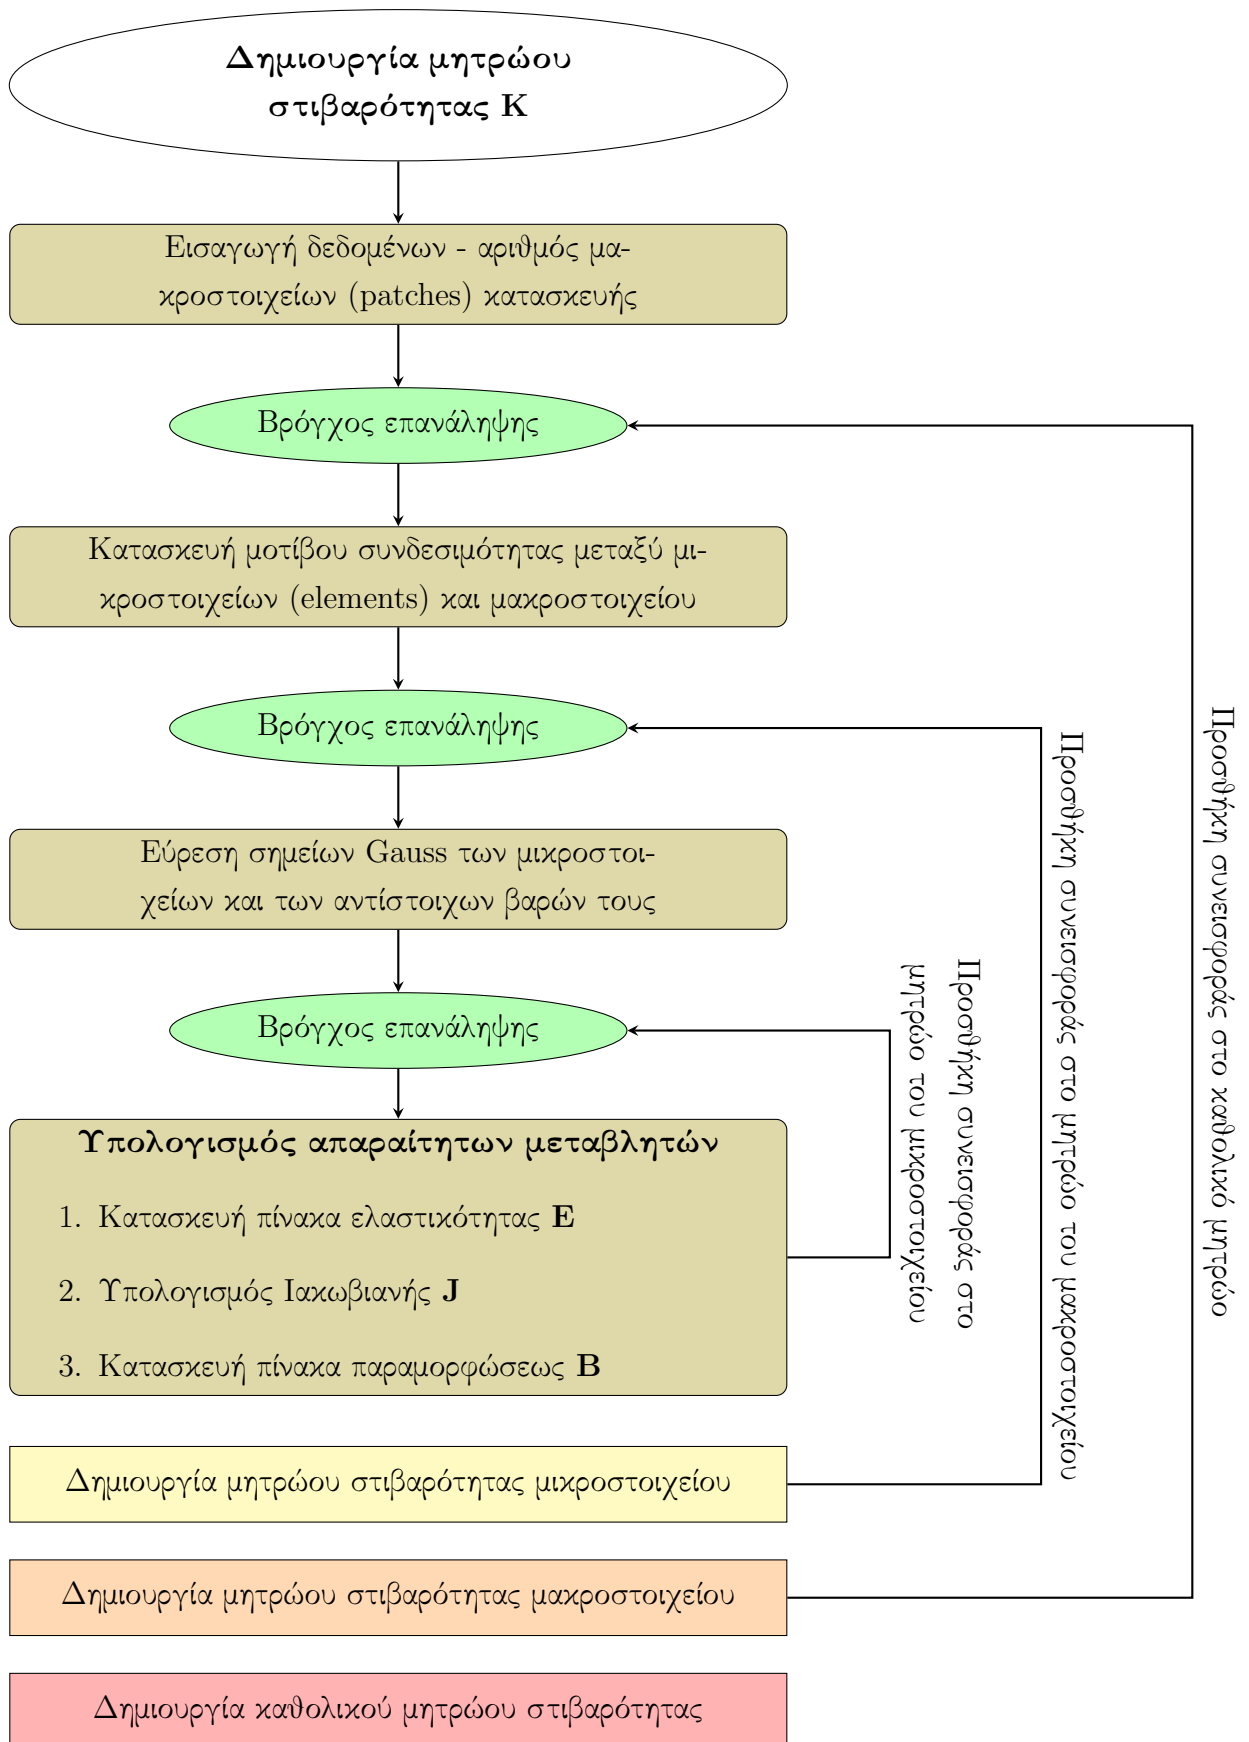 Δημιουργία μητρώου
στιβαρότητας K
Εισαγωγή δεδομένων - αριθμός μα-
κροστοιχείων (patches) κατασκευής
Βρόγχος επανάληψης
Κατασκευή μοτίβου συνδεσιμότητας μεταξύ μι-
κροστοιχείων (elements) και μακροστοιχείου
Βρόγχος επανάληψης
Εύρεση σημείων Gauss των μικροστοι-
χείων και των αντίστοιχων βαρών τους
Βρόγχος επανάληψης
Υπολογισμός απαραίτητων μεταβλητών
1. Κατασκευή πίνακα ελαστικότητας E
2. Υπολογισμός Ιακωβιανής J
3. Κατασκευή πίνακα παραμορφώσεως B
Δημιουργία μητρώου στιβαρότητας μικροστοιχείου
Δημιουργία μητρώου στιβαρότητας μακροστοιχείου
Δημιουργία καθολικού μητρώου στιβαρότητας
Προσθήκη συνεισφοράς στο
μητρώο του μικροστοιχείου
Προσθήκη συνεισφοράς στο μητρώο του μακροστοιχείου
Προσθήκη συνεισφοράς στο καθολικό μητρώο